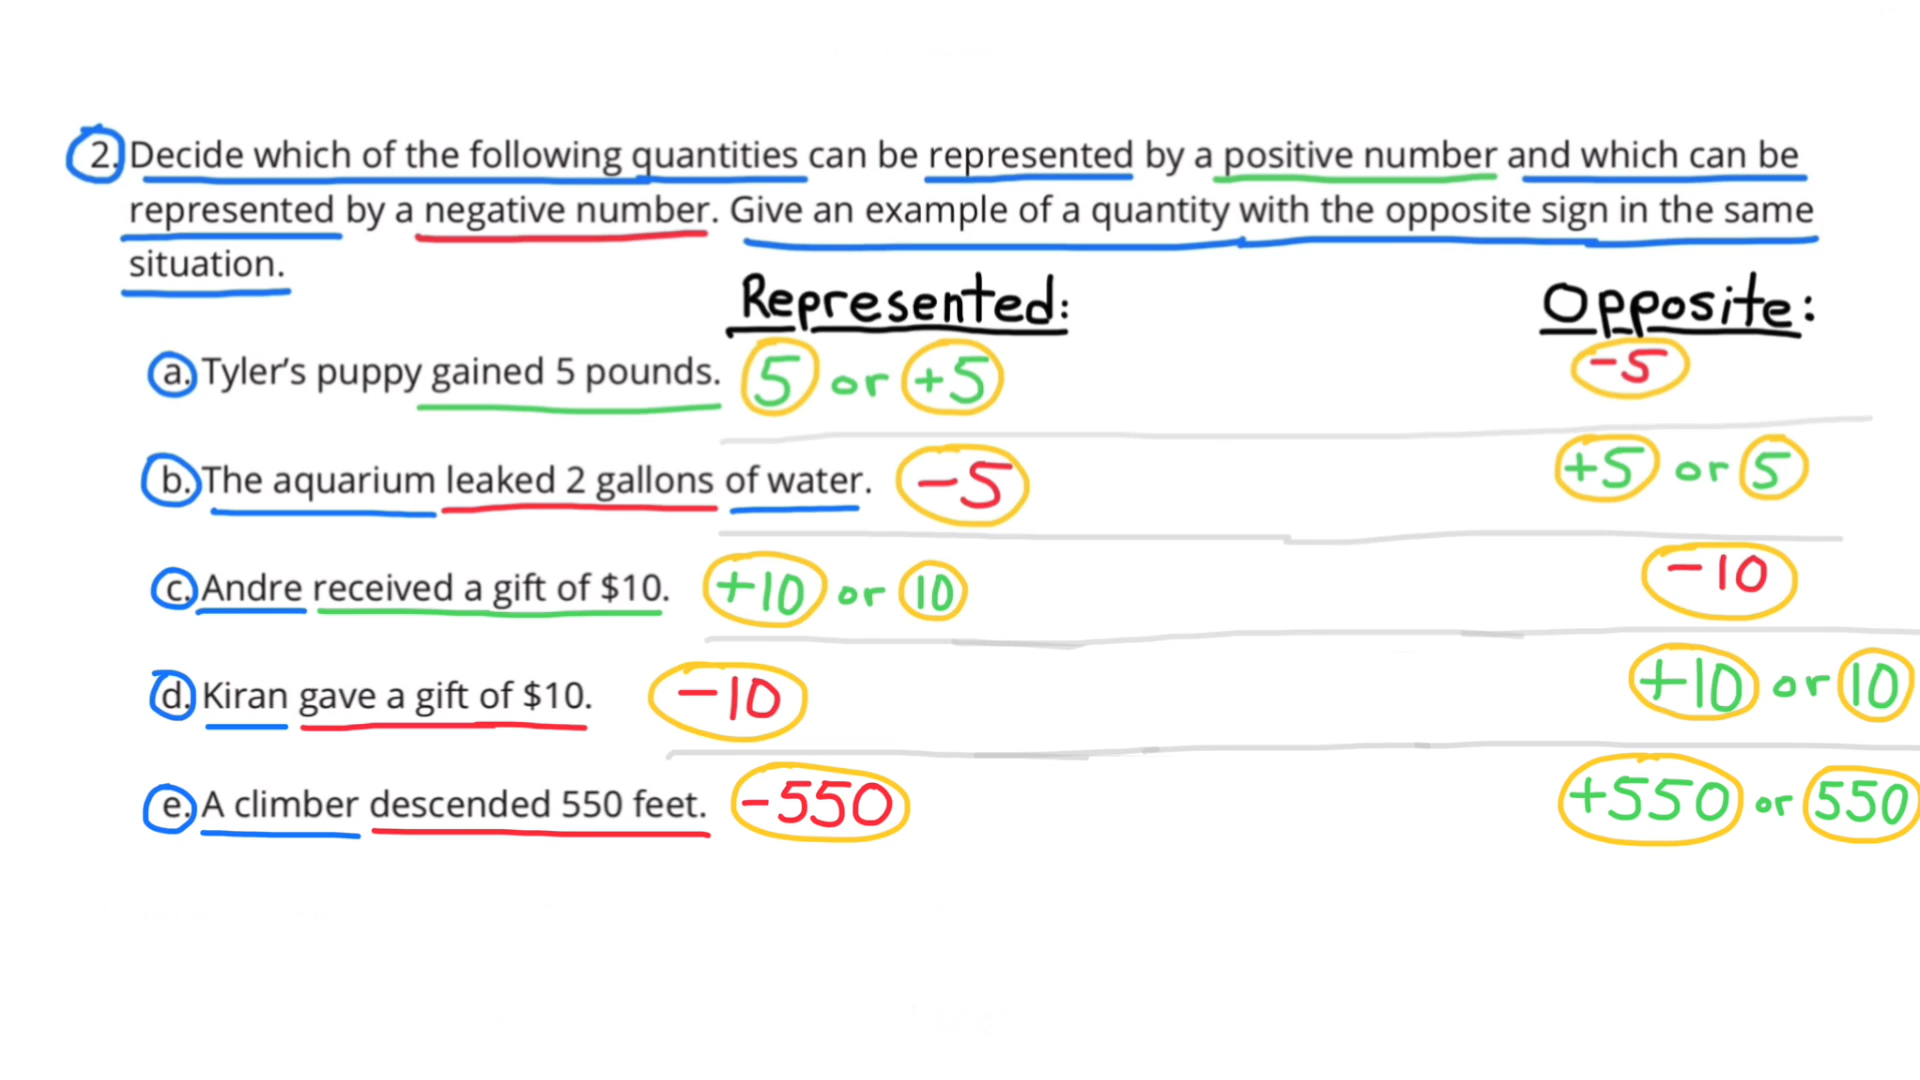 2. Decide which of the following quantities can be represented by a positive number and which can be
represented by a negative number. Give an example of a quantity with the opposite sign in the same
situation.
Represented: Opposite:
a. Tyler's puppy gained 5 pounds. 5 or +5 -5
b. The aquarium leaked 2 gallons of water. -5 +5 or 5
c. Andre received a gift of $10. +10 or 10 -10
d. Kiran gave a gift of $10. -10 +10 or 10
e. A climber descended 550 feet. -550 +550 or 550